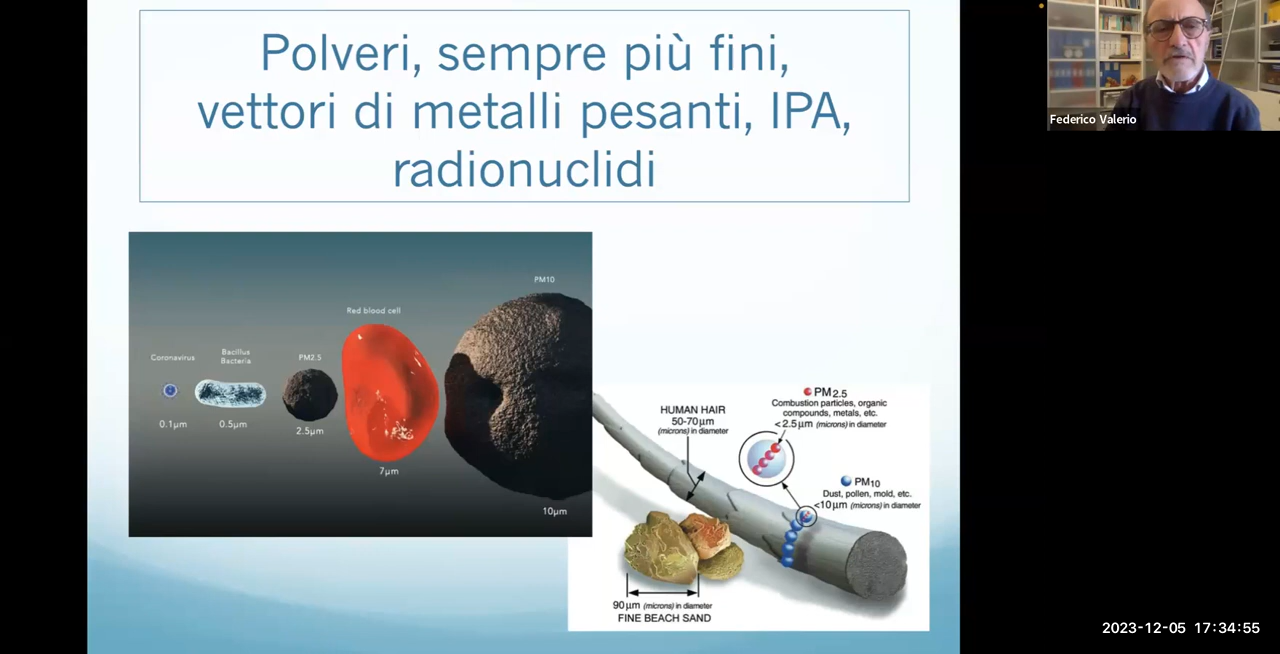 Polveri, sempre più fini,
vettori di metalli pesanti, IPA,
radionuclidi
Federico Valerio
PM10
Red blood cell
Coronavirus
Bacillus
Bacteria
PM2.5
0.1µm
0.5µm
2.5µm
7µm
10µm
HUMAN HAIR
50-70µm
(microns) in diameter
PM2.5
Combustion particles, organic
compounds, metals, etc.
<2.5µm (microns) in diameter
PM10
Dust, pollen, mold, etc.
<10µm (microns) in diameter
90µm (microns) in diameter
FINE BEACH SAND
2023-12-05 17:34:55